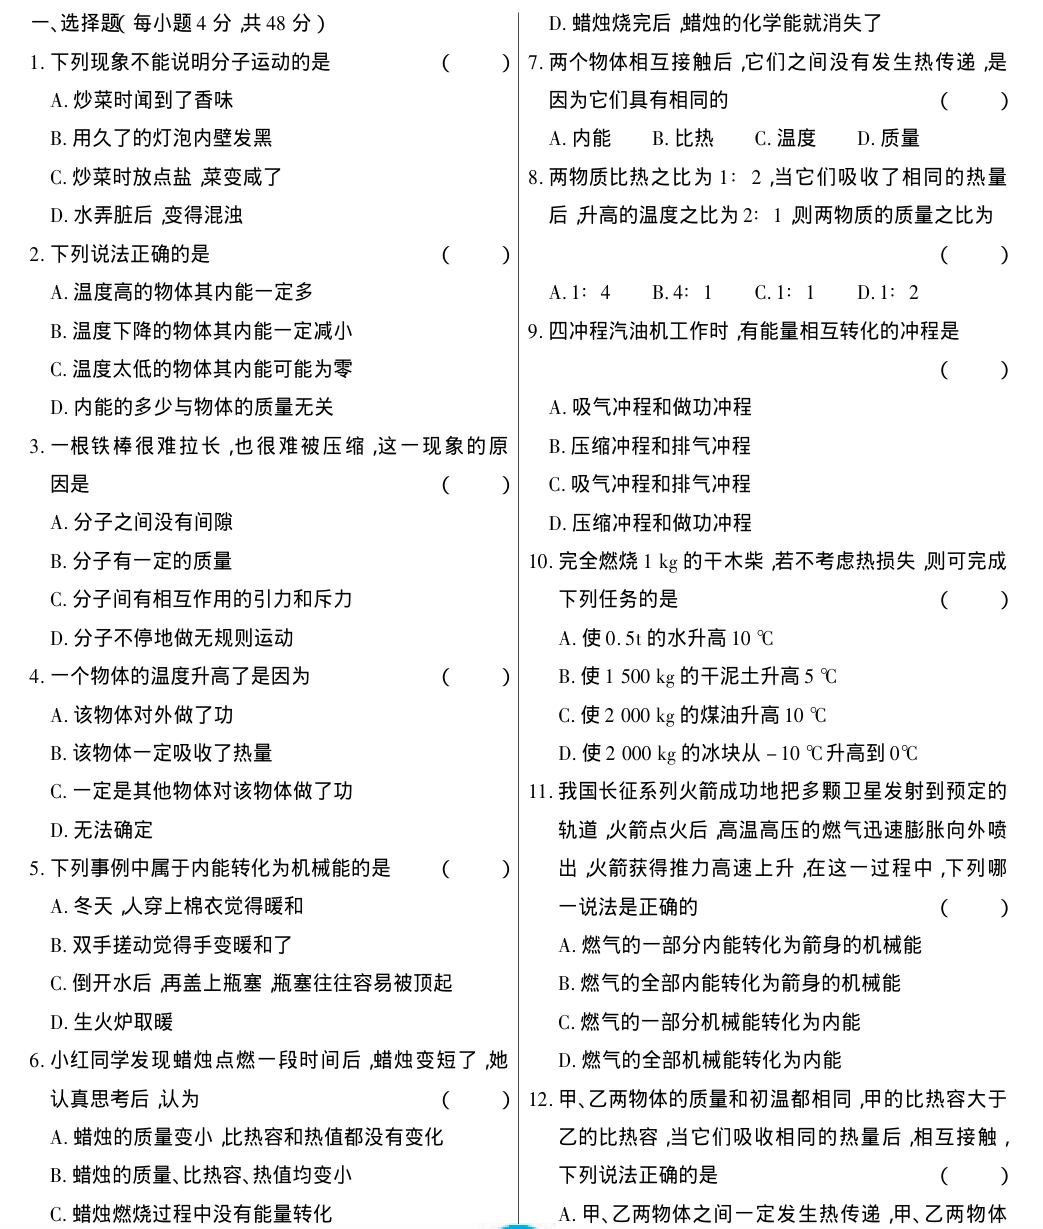 一、选择题(每小题4分,共48分)
1. 下列现象不能说明分子运动的是 ( )
A. 炒菜时闻到了香味
B. 用久了的灯泡内壁发黑
C. 炒菜时放点盐,菜变咸了
D. 水弄脏后,变得混浊
2. 下列说法正确的是 ( )
A. 温度高的物体其内能一定多
B. 温度下降的物体其内能一定减小
C. 温度太低的物体其内能可能为零
D. 内能的多少与物体的质量无关
3. 一根铁棒很难拉长,也很难被压缩,这一现象的原
因是 ( )
A. 分子之间没有间隙
B. 分子有一定的质量
C. 分子间有相互作用的引力和斥力
D. 分子不停地做无规则运动
4. 一个物体的温度升高了是因为 ( )
A. 该物体对外做了功
B. 该物体一定吸收了热量
C. 一定是其他物体对该物体做了功
D. 无法确定
5. 下列事例中属于内能转化为机械能的是 ( )
A. 冬天,人穿上棉衣觉得暖和
B. 双手搓动觉得手变暖和了
C. 倒开水后,再盖上瓶塞,瓶塞往往容易被顶起
D. 生火炉取暖
6. 小红同学发现蜡烛点燃一段时间后,蜡烛变短了,她
认真思考后,认为 ( )
A. 蜡烛的质量变小,比热容和热值都没有变化
B. 蜡烛的质量、比热容、热值均变小
C. 蜡烛燃烧过程中没有能量转化
D. 蜡烛烧完后,蜡烛的化学能就消失了
7. 两个物体相互接触后,它们之间没有发生热传递,是
因为它们具有相同的 ( )
A. 内能 B. 比热 C. 温度 D. 质量
8. 两物质比热之比为1∶2,当它们吸收了相同的热量
后,升高的温度之比为2∶1,则两物质的质量之比为
( )
A. 1∶4 B. 4∶1 C. 1∶1 D. 1∶2
9. 四冲程汽油机工作时,有能量相互转化的冲程是
( )
A. 吸气冲程和做功冲程
B. 压缩冲程和排气冲程
C. 吸气冲程和排气冲程
D. 压缩冲程和做功冲程
10. 完全燃烧1 kg的干木柴,若不考虑热损失,则可完成
下列任务的是 ( )
A. 使0.5t的水升高10 ℃
B. 使1 500 kg的干泥土升高5 ℃
C. 使2 000 kg的煤油升高10 ℃
D. 使2 000 kg的冰块从-10 ℃升高到0℃
11. 我国长征系列火箭成功地把多颗卫星发射到预定的
轨道,火箭点火后,高温高压的燃气迅速膨胀向外喷
出,火箭获得推力高速上升,在这一过程中,下列哪
一说法是正确的 ( )
A. 燃气的一部分内能转化为箭身的机械能
B. 燃气的全部内能转化为箭身的机械能
C. 燃气的一部分机械能转化为内能
D. 燃气的全部机械能转化为内能
12. 甲、乙两物体的质量和初温都相同,甲的比热容大于
乙的比热容,当它们吸收相同的热量后,相互接触,
下列说法正确的是 ( )
A. 甲、乙两物体之间一定发生热传递,甲、乙两物体